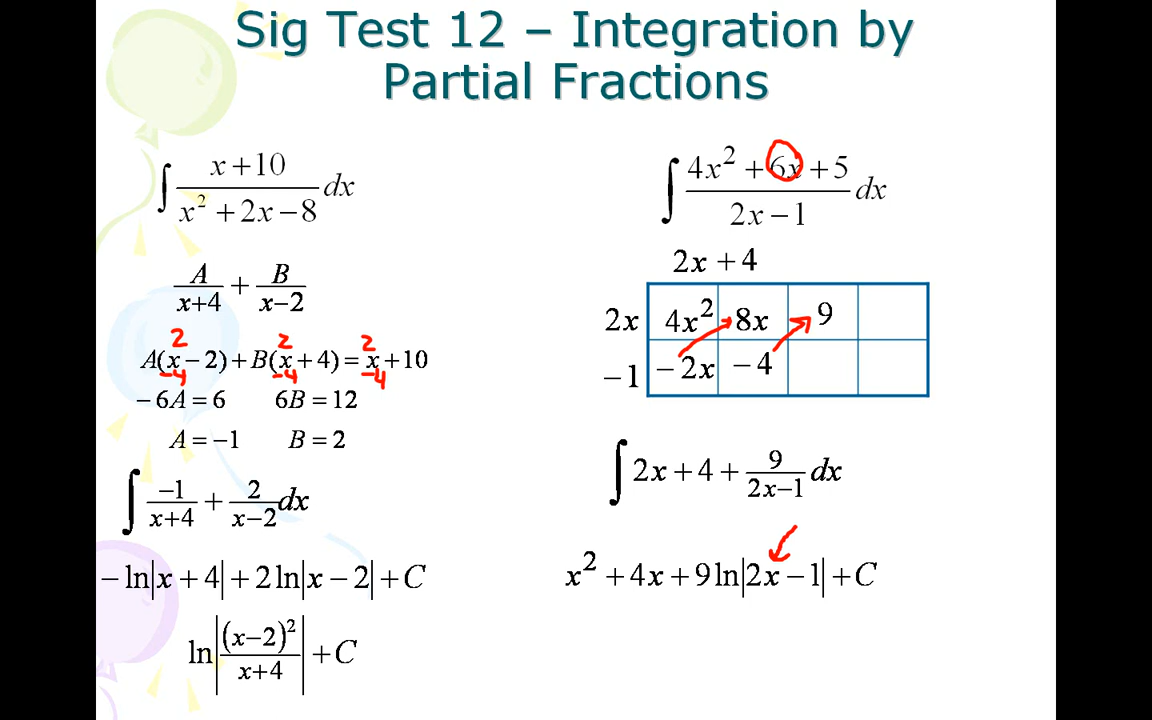 Sig Test 12 – Integration by
Partial Fractions
∫ (x+10)/(x² +2x−8) dx
A/(x+4) + B/(x−2)
2 2 2
A(x−2)+B(x+4)=x+10
−4 −4 −4
−6A=6 6B=12
A=−1 B=2
∫ −1/(x+4) + 2/(x−2) dx
−ln|x+4|+2ln|x−2|+C
ln|(x−2)²/(x+4)|+C
∫ (4x² +6x+5)/(2x−1) dx
2x +4
2x 4x² 8x 9
−1 −2x −4
∫ 2x+4+ 9/(2x−1) dx
x² +4x+9ln|2x−1|+C